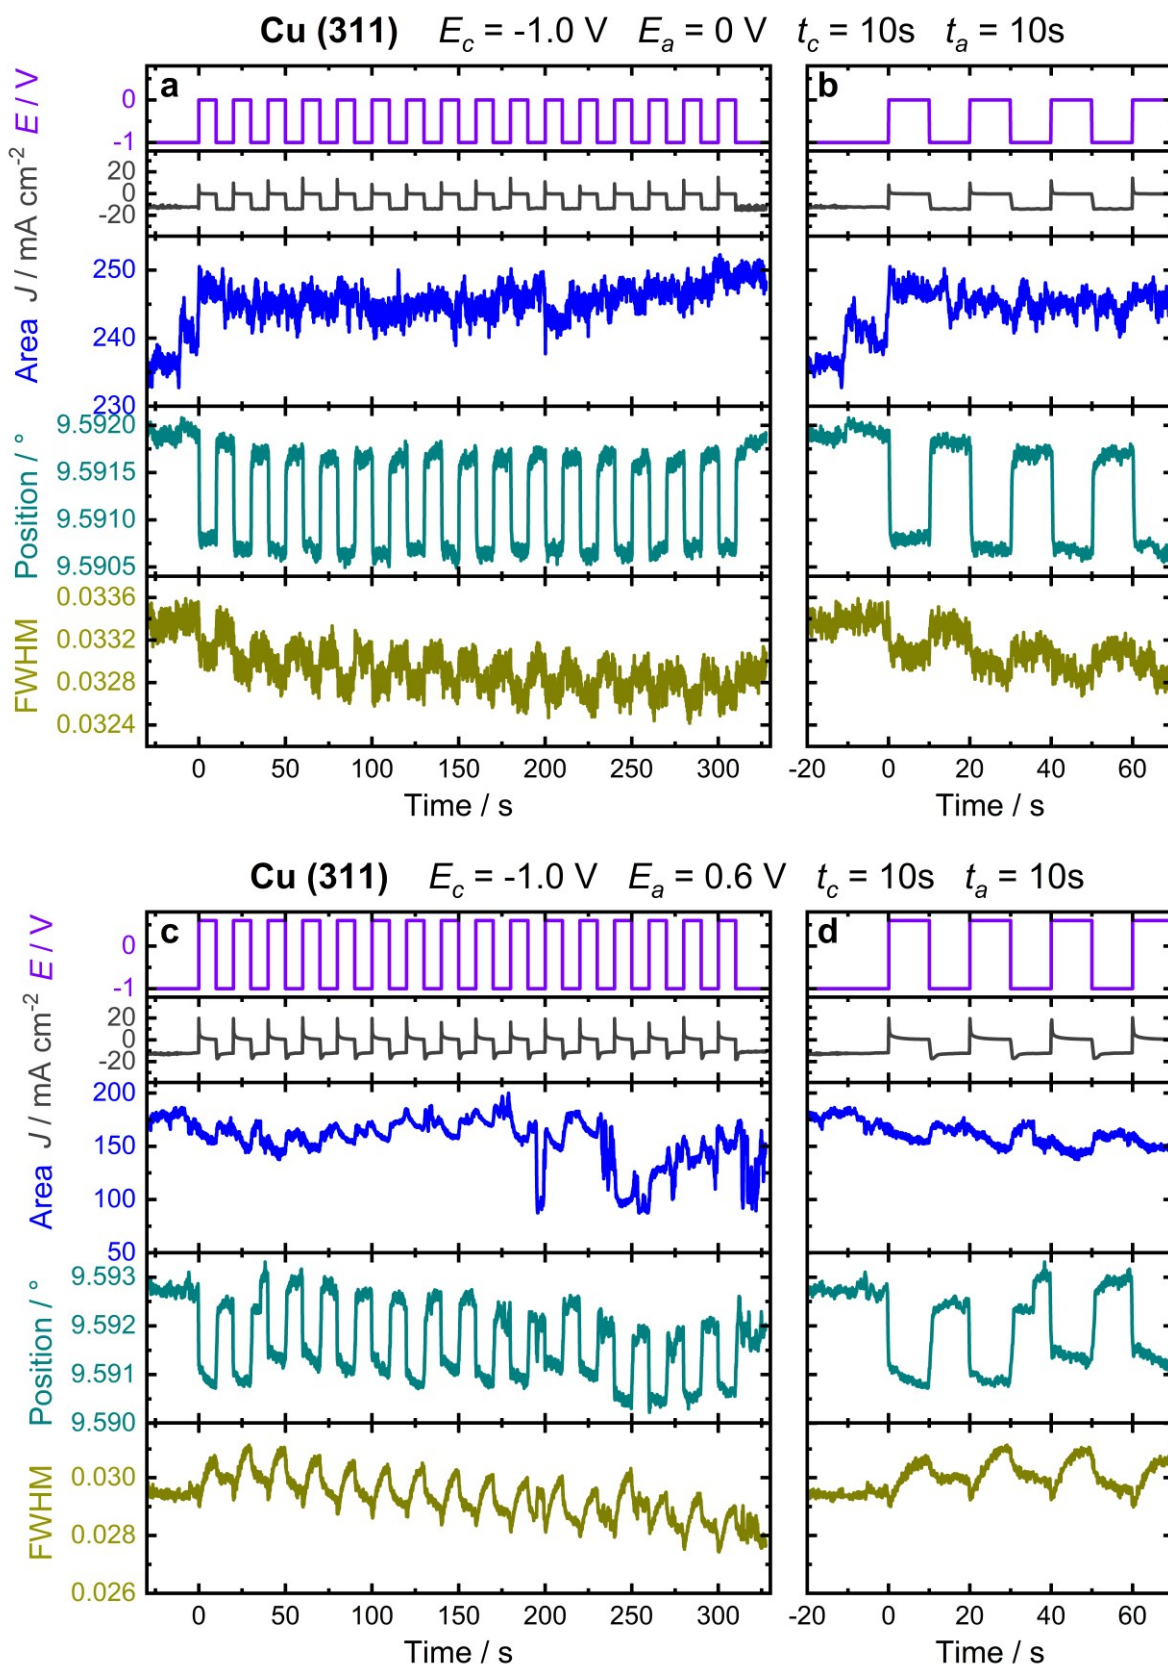 Cu (311) E_c = -1.0 V E_a = 0 V t_c = 10s t_a = 10s
a
b
E / V
0
-1
J / mA cm⁻²
20
0
-20
Area
250
240
230
Position / °
9.5920
9.5915
9.5910
9.5905
FWHM
0.0336
0.0332
0.0328
0.0324
0 50 100 150 200 250 300
-20 0 20 40 60
Time / s
Time / s
Cu (311) E_c = -1.0 V E_a = 0.6 V t_c = 10s t_a = 10s
c
d
E / V
0
-1
J / mA cm⁻²
20
0
-20
Area
200
150
100
50
Position / °
9.593
9.592
9.591
9.590
FWHM
0.030
0.028
0.026
0 50 100 150 200 250 300
-20 0 20 40 60
Time / s
Time / s